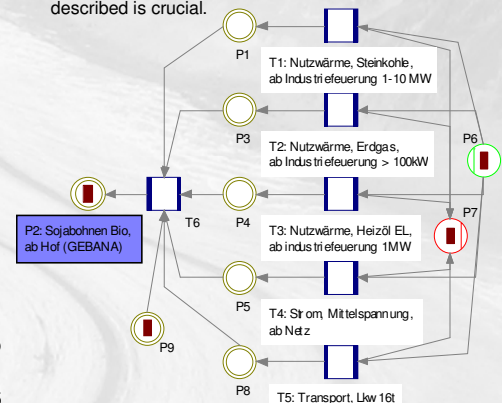 described is crucial.
P1
T1: Nutzwärme, Steinkohle,
ab Industriefeuerung 1-10 MW
P3
P6
T2: Nutzwärme, Erdgas,
ab Industriefeuerung > 100kW
P7
P2: Sojabohnen Bio,
ab Hof (GEBANA)
T6
P4
T3: Nutzwärme, Heizöl EL,
ab industriefeuerung 1MW
P5
T4: Strom, Mittelspannung,
ab Netz
P9
P8
T5: Transport, Lkw 16t